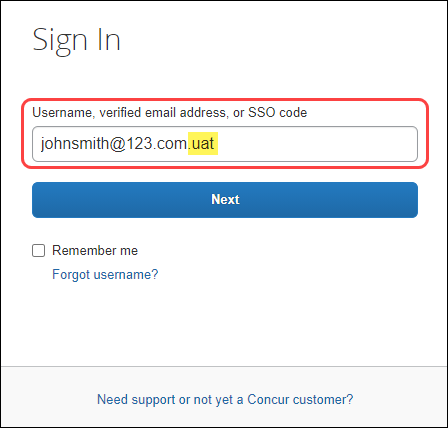 Sign In
Username, verified email address, or SSO code
johnsmith@123.com.uat
Next
Remember me
Forgot username?
Need support or not yet a Concur customer?